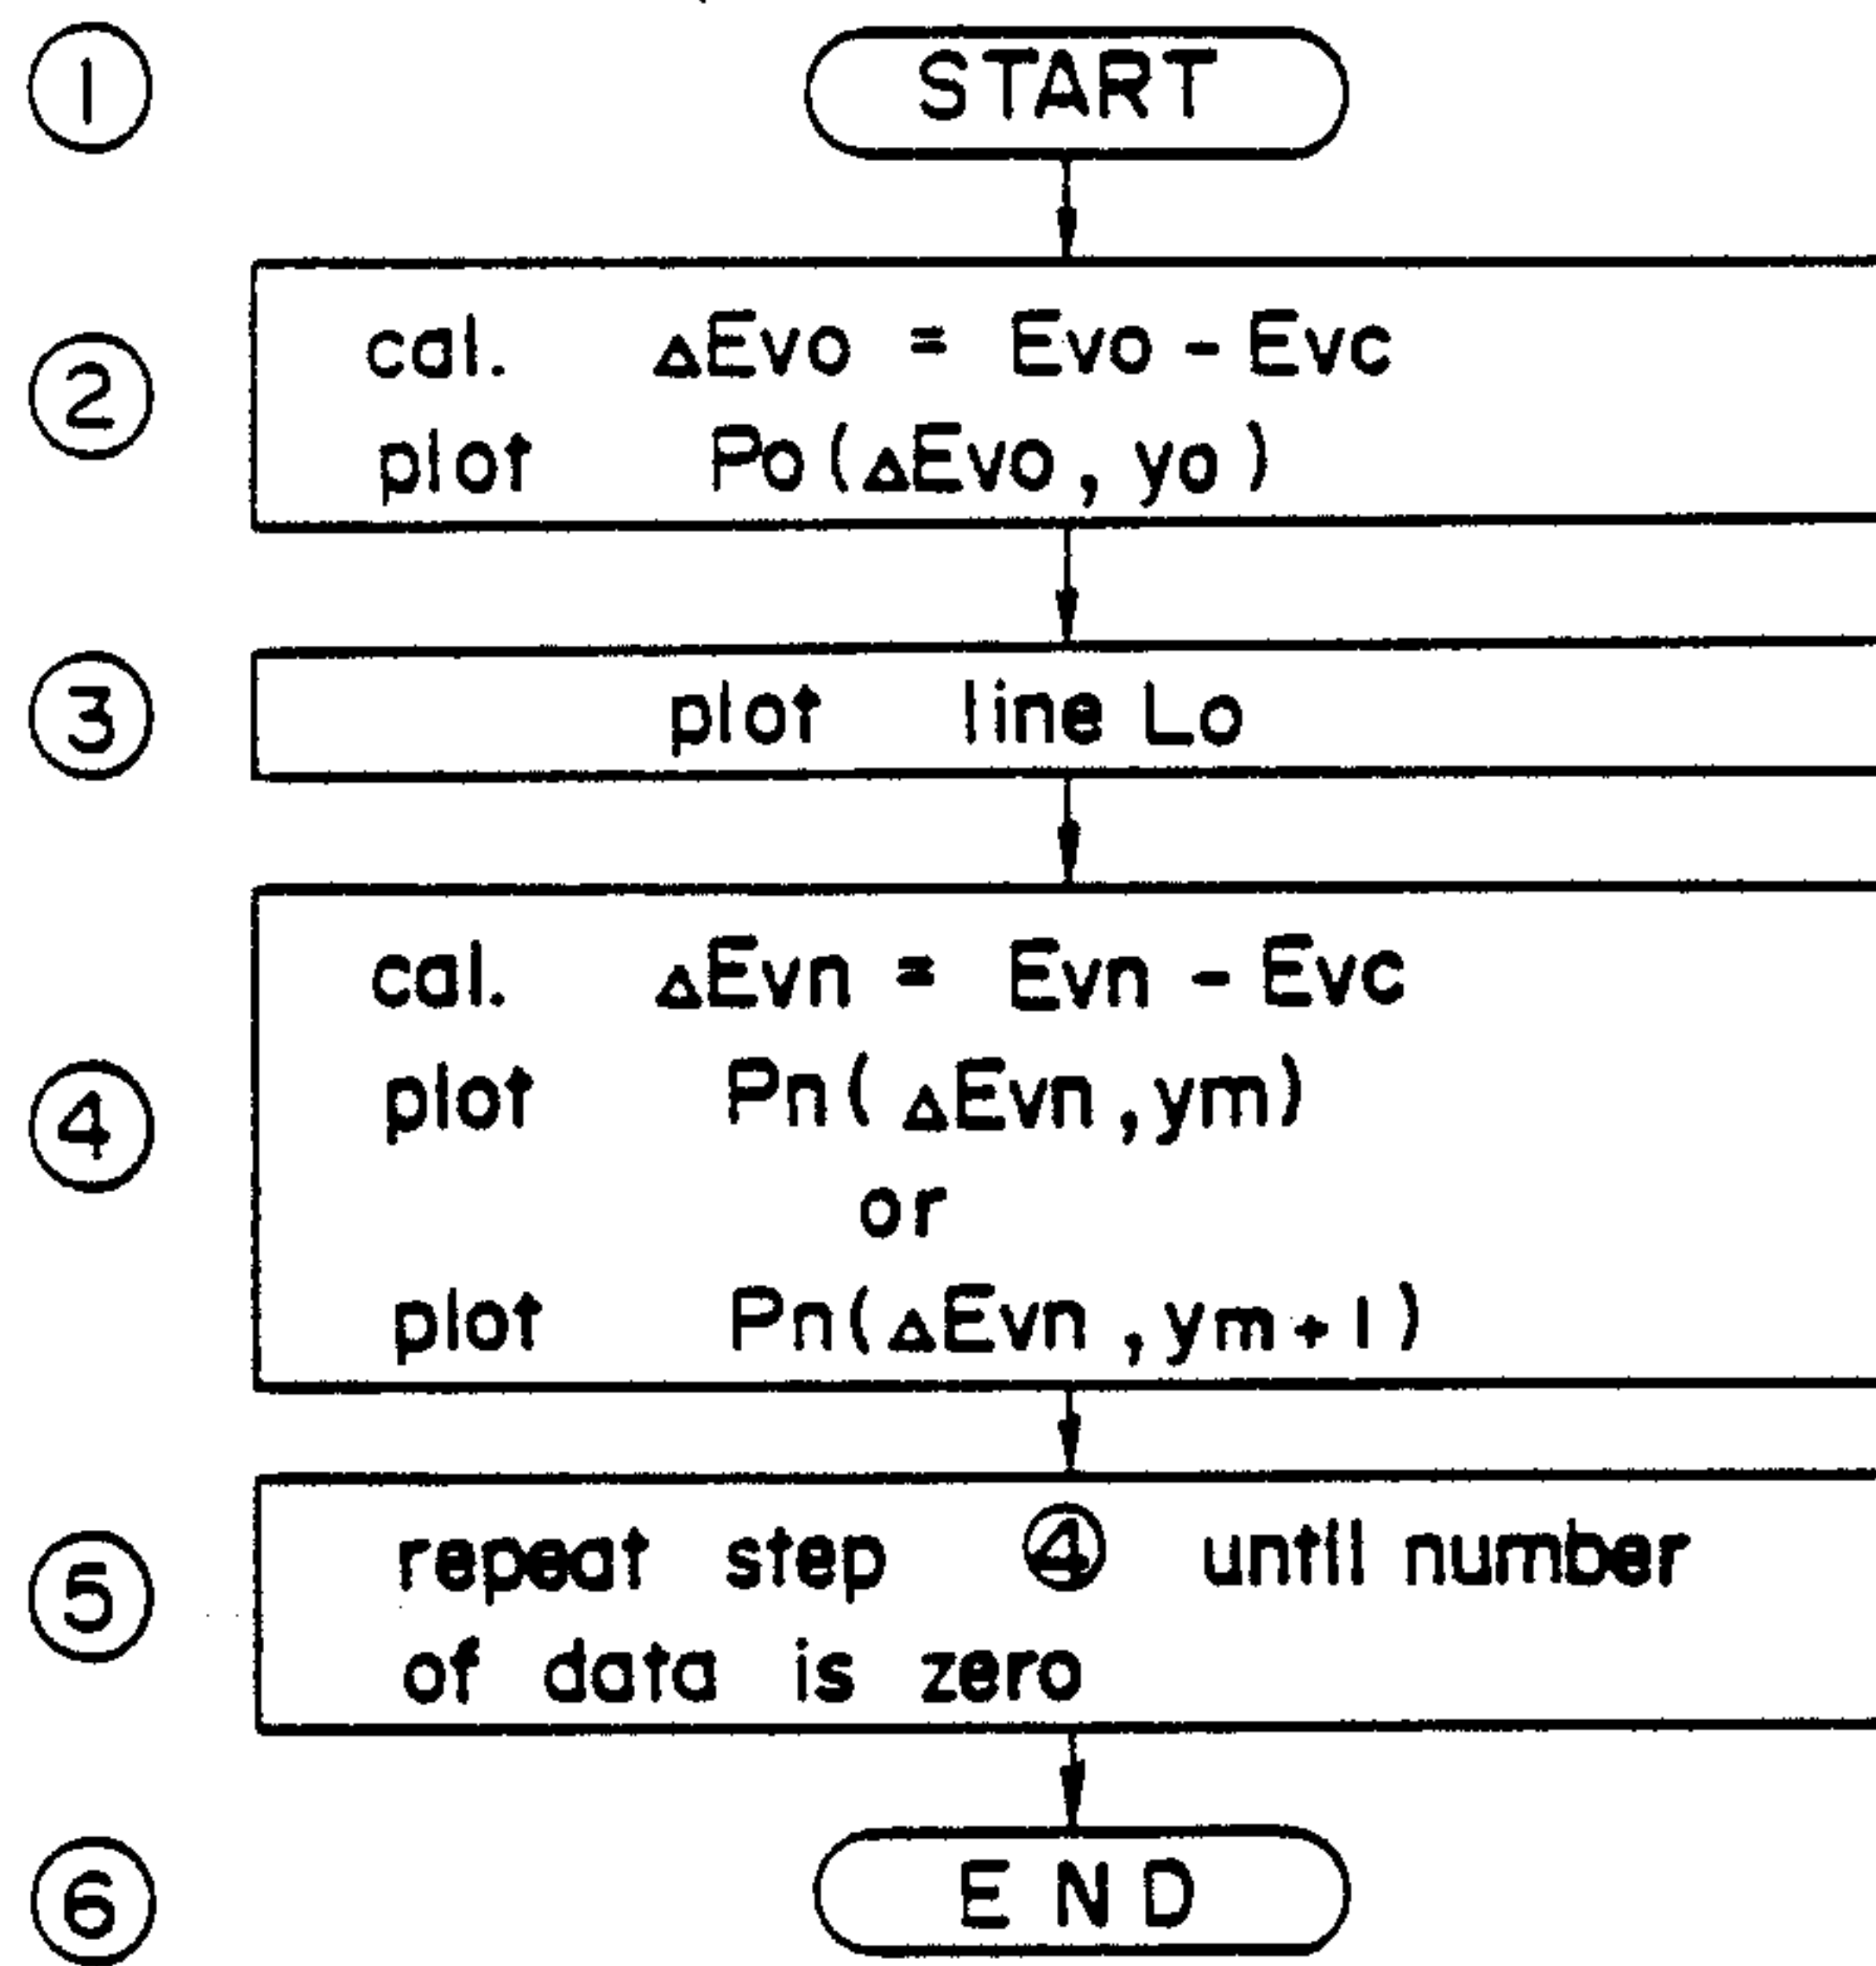 ① START
② cal. ΔEvo = Evo - Evc
plot Po(ΔEvo, yo)
③ plot line Lo
④ cal. ΔEvn = Evn - Evc
plot Pn(ΔEvn, ym)
or
plot Pn(ΔEvn, ym+1)
⑤ repeat step ④ until number
of data is zero
⑥ END